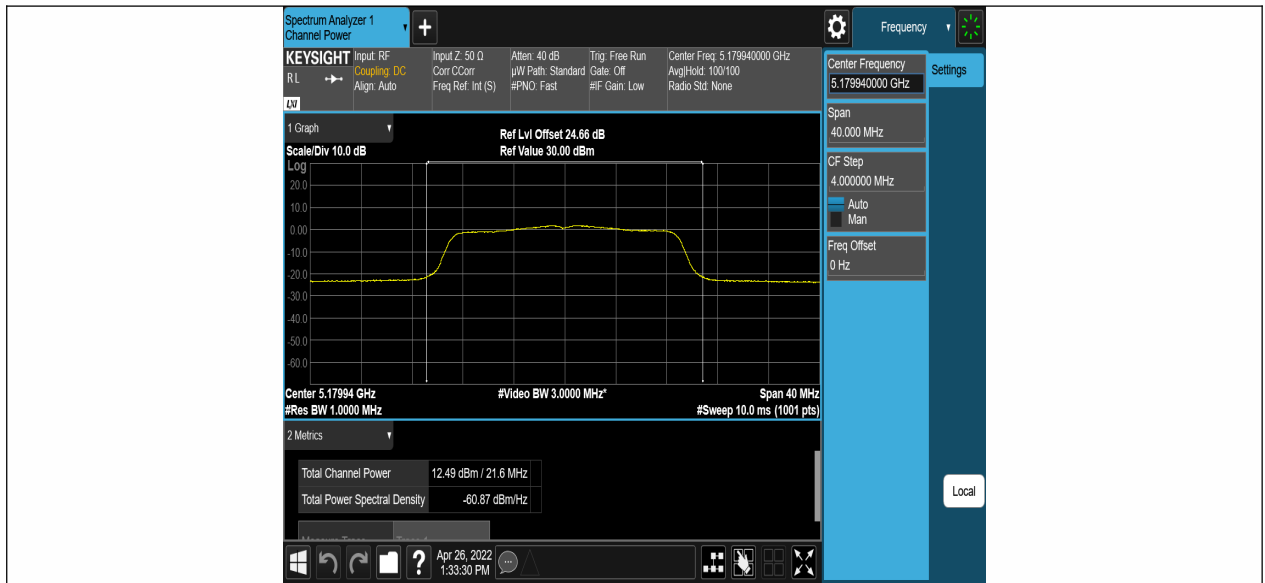 Spectrum Analyzer 1
Channel Power
+
Frequency
KEYSIGHT
RL
LXI
Input: RF
Coupling: DC
Align: Auto
Input Z: 50 Ω
Corr CCorr
Freq Ref: Int (S)
Atten: 40 dB
µW Path: Standard
#PNO: Fast
Trig: Free Run
Gate: Off
#IF Gain: Low
Center Freq: 5.179940000 GHz
Avg|Hold: 100/100
Radio Std: None
Center Frequency
5.179940000 GHz
Settings
Span
40.000 MHz
CF Step
4.000000 MHz
Auto
Man
Freq Offset
0 Hz
Local
1 Graph
Scale/Div 10.0 dB
Ref Lvl Offset 24.66 dB
Ref Value 30.00 dBm
Log
20.0
10.0
0.00
-10.0
-20.0
-30.0
-40.0
-50.0
-60.0
Center 5.17994 GHz
#Video BW 3.0000 MHz*
Span 40 MHz
#Res BW 1.0000 MHz
#Sweep 10.0 ms (1001 pts)
2 Metrics
Total Channel Power 12.49 dBm / 21.6 MHz
Total Power Spectral Density -60.87 dBm/Hz
?
Apr 26, 2022
1:33:30 PM